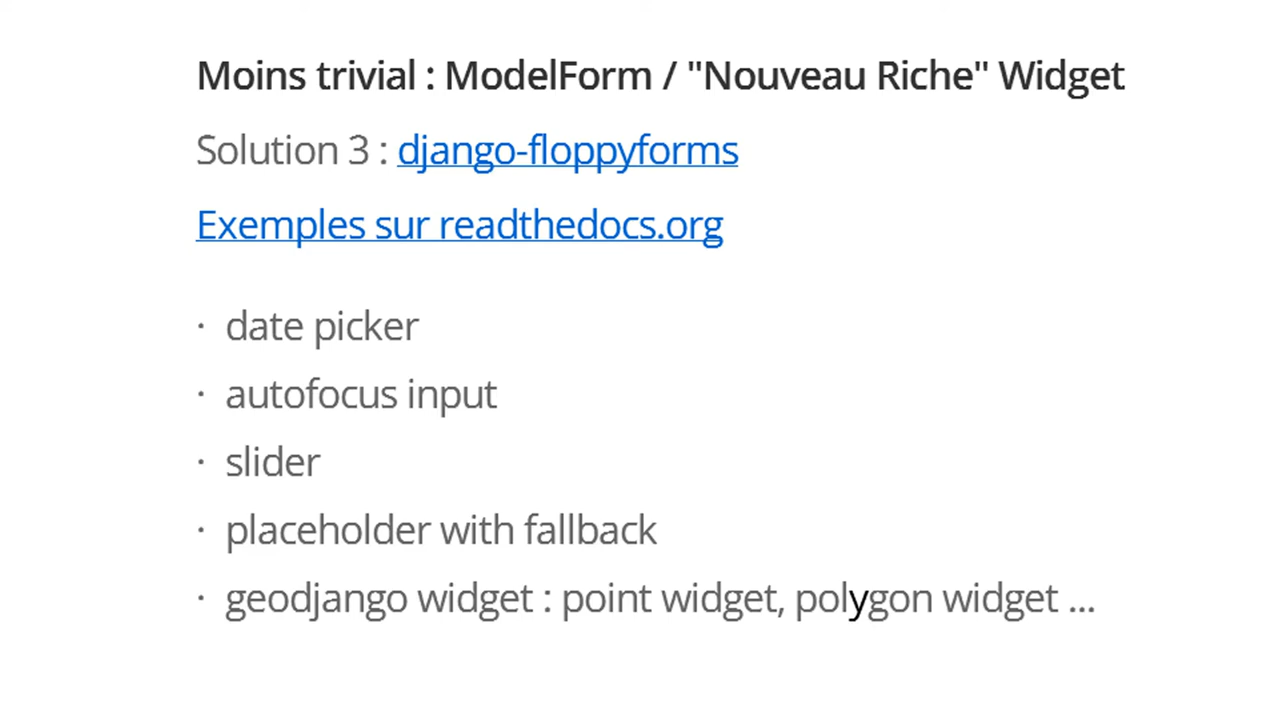 Moins trivial : ModelForm / "Nouveau Riche" Widget
Solution 3 : django-floppyforms
Exemples sur readthedocs.org
· date picker
· autofocus input
· slider
· placeholder with fallback
· geodjango widget : point widget, polygon widget ...